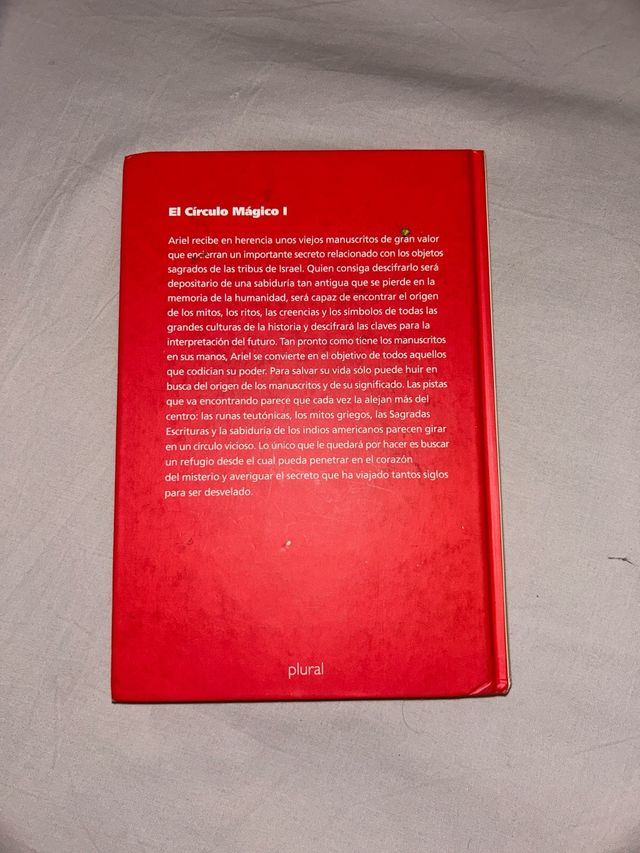 El Círculo Mágico I
Ariel recibe en herencia unos viejos manuscritos de gran valor
que encierran un importante secreto relacionado con los objetos
sagrados de las tribus de Israel. Quien consiga descifrarlo será
depositario de una sabiduría tan antigua que se pierde en la
memoria de la humanidad, será capaz de encontrar el origen
de los mitos, los ritos, las creencias y los símbolos de todas las
grandes culturas de la historia y descifrará las claves para la
interpretación del futuro. Tan pronto como tiene los manuscritos
en sus manos, Ariel se convierte en el objetivo de todos aquellos
que codician su poder. Para salvar su vida sólo puede huir en
busca del origen de los manuscritos y de su significado. Las pistas
que va encontrando parece que cada vez la alejan más del
centro: las runas teutónicas, los mitos griegos, las Sagradas
Escrituras y la sabiduría de los indios americanos parecen girar
en un círculo vicioso. Lo único que le quedará por hacer es buscar
un refugio desde el cual pueda penetrar en el corazón
del misterio y averiguar el secreto que ha viajado tantos siglos
para ser desvelado.
plural